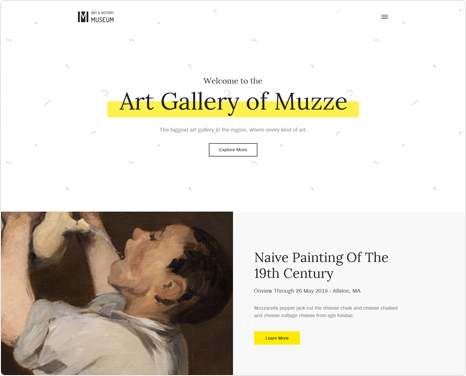 ART & HISTORY
MUSEUM
Welcome to the
Art Gallery of Muzze
The biggest art gallery in the region, where every kind of art.
Explore More
Naive Painting Of The
19th Century
Onview Through 26 May 2019 – Albilon, MA
Mozzarella pepper jack cut the cheese chalk and cheese chalked
and cheese cottage cheese from age fondue.
Learn More